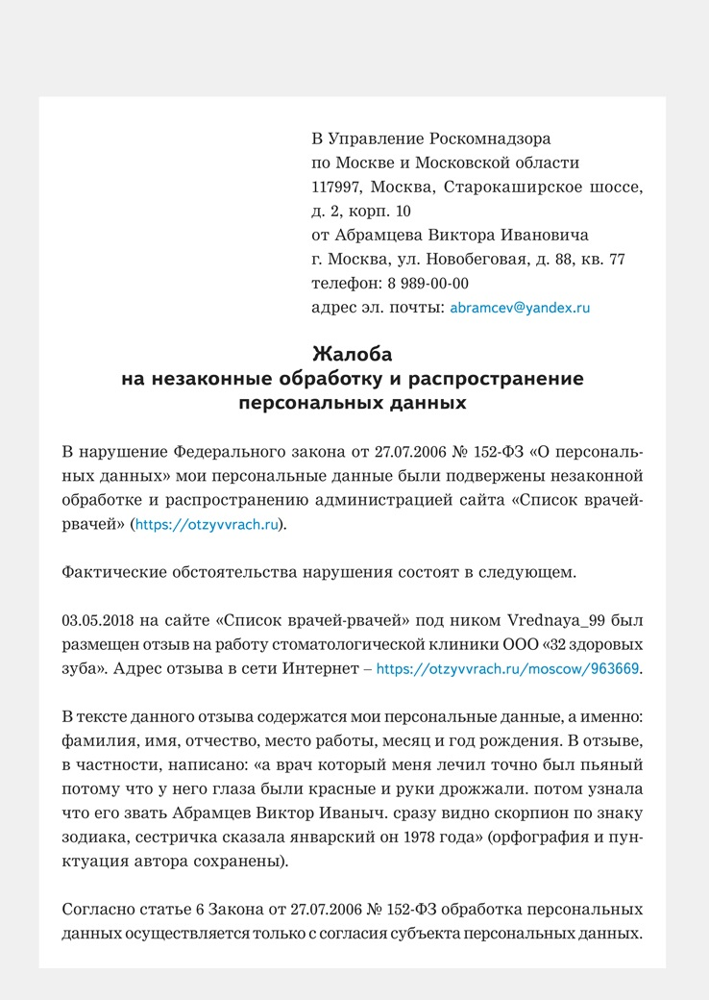 В Управление Роскомнадзора
по Москве и Московской области
117997, Москва, Старокаширское шоссе,
д. 2, корп. 10
от Абрамцева Виктора Ивановича
г. Москва, ул. Новобеговая, д. 88, кв. 77
телефон: 8 989-00-00
адрес эл. почты: abramcev@yandex.ru
Жалоба
на незаконные обработку и распространение
персональных данных
В нарушение Федерального закона от 27.07.2006 № 152-ФЗ «О персональ-
ных данных» мои персональные данные были подвержены незаконной
обработке и распространению администрацией сайта «Список врачей-
рвачей» (https://otzyvvrach.ru).
Фактические обстоятельства нарушения состоят в следующем.
03.05.2018 на сайте «Список врачей-рвачей» под ником Vrednaya_99 был
размещен отзыв на работу стоматологической клиники ООО «32 здоровых
зуба». Адрес отзыва в сети Интернет – https://otzyvvrach.ru/moscow/963669.
В тексте данного отзыва содержатся мои персональные данные, а именно:
фамилия, имя, отчество, место работы, месяц и год рождения. В отзыве,
в частности, написано: «а врач который меня лечил точно был пьяный
потому что у него глаза были красные и руки дрожжали. потом узнала
что его звать Абрамцев Виктор Иваныч. сразу видно скорпион по знаку
зодиака, сестричка сказала январский он 1978 года» (орфография и пун-
ктуация автора сохранены).
Согласно статье 6 Закона от 27.07.2006 № 152-ФЗ обработка персональных
данных осуществляется только с согласия субъекта персональных данных.